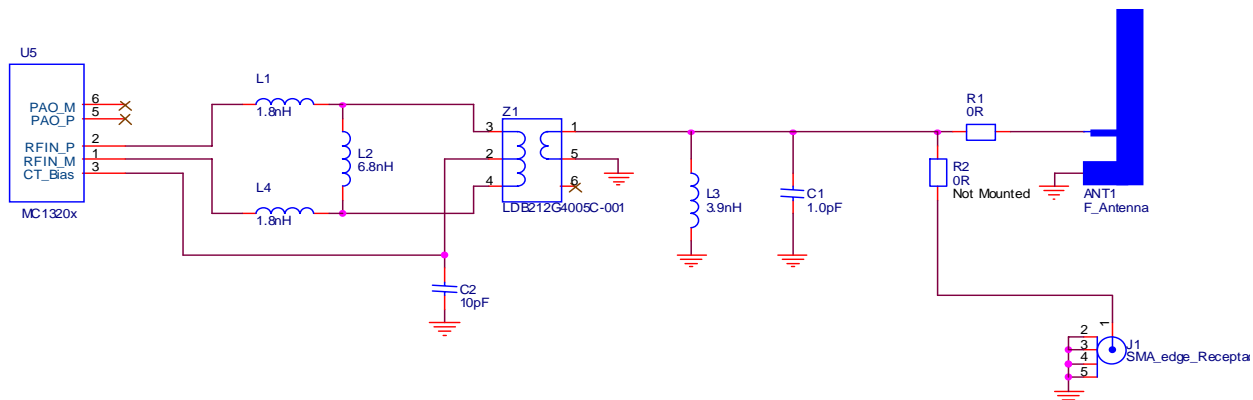 U5
PAO_M
PAO_P
RFIN_P
RFIN_M
CT_Bias
6
5
2
1
3
MC1320x
L1
1.8nH
L2
6.8nH
L4
1.8nH
C2
10pF
Z1
3
2
4
1
5
6
LDB212G4005C-001
L3
3.9nH
C1
1.0pF
R1
0R
R2
0R
Not Mounted
ANT1
F_Antenna
1
2
3
4
5
J1
SMA_edge_Recepta